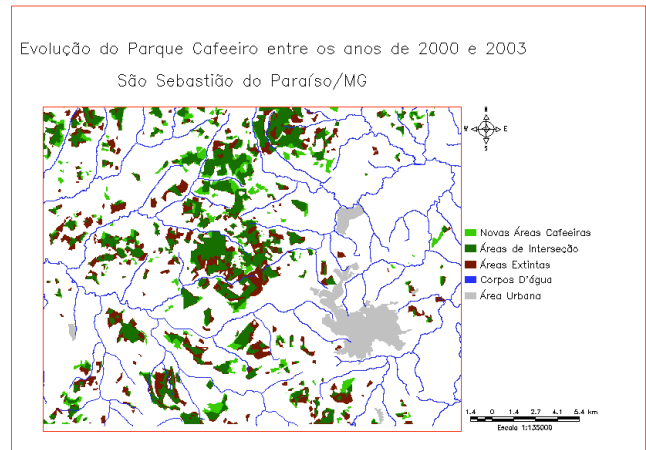 Evolução do Parque Cafeeiro entre os anos de 2000 e 2003
São Sebastião do Paraíso/MG
N
W E
S
Novas Áreas Cafeeiras
Áreas de Interseção
Áreas Extintas
Corpos D'água
Área Urbana
1.4 0 1.4 2.7 4.1 5.4 km
Escala 1:135000